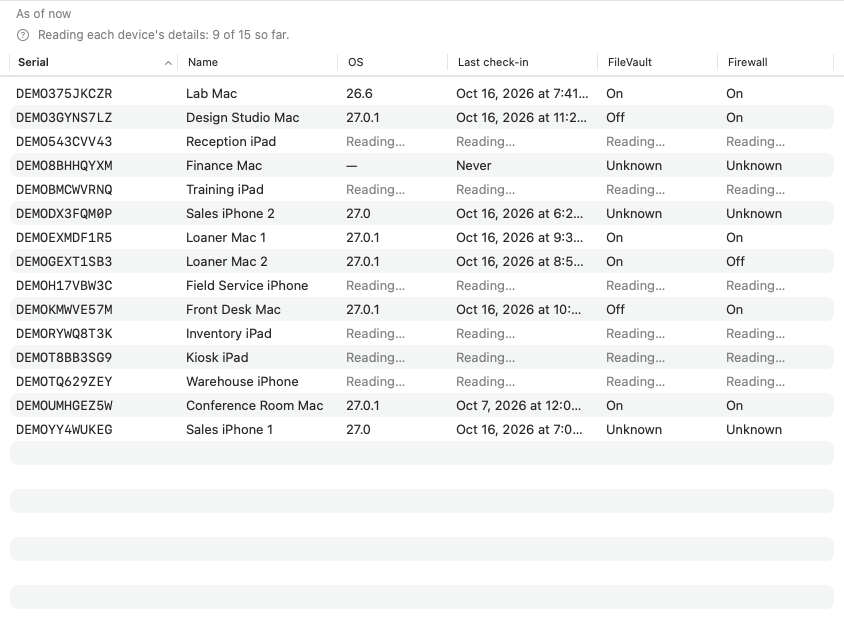 As of now
Reading each device's details: 9 of 15 so far.
Serial Name OS Last check-in FileVault Firewall
DEMO375JKCZR Lab Mac 26.6 Oct 16, 2026 at 7:41... On On
DEMO3GYNS7LZ Design Studio Mac 27.0.1 Oct 16, 2026 at 11:2... Off On
DEMO543CVV43 Reception iPad Reading... Reading... Reading... Reading...
DEMO8BHHQYXM Finance Mac — Never Unknown Unknown
DEMOBMCWVRNQ Training iPad Reading... Reading... Reading... Reading...
DEMODX3FQM0P Sales iPhone 2 27.0 Oct 16, 2026 at 6:2... Unknown Unknown
DEMOEXMDF1R5 Loaner Mac 1 27.0.1 Oct 16, 2026 at 9:3... On On
DEMOGEXT1SB3 Loaner Mac 2 27.0.1 Oct 16, 2026 at 8:5... On Off
DEMOH17VBW3C Field Service iPhone Reading... Reading... Reading... Reading...
DEMOKMWVE57M Front Desk Mac 27.0.1 Oct 16, 2026 at 10:... Off On
DEMORYWQ8T3K Inventory iPad Reading... Reading... Reading... Reading...
DEMOT8BB3SG9 Kiosk iPad Reading... Reading... Reading... Reading...
DEMOTQ629ZEY Warehouse iPhone Reading... Reading... Reading... Reading...
DEMOUMHGEZ5W Conference Room Mac 27.0.1 Oct 7, 2026 at 12:0... On On
DEMOYY4WUKEG Sales iPhone 1 27.0 Oct 16, 2026 at 7:0... Unknown Unknown